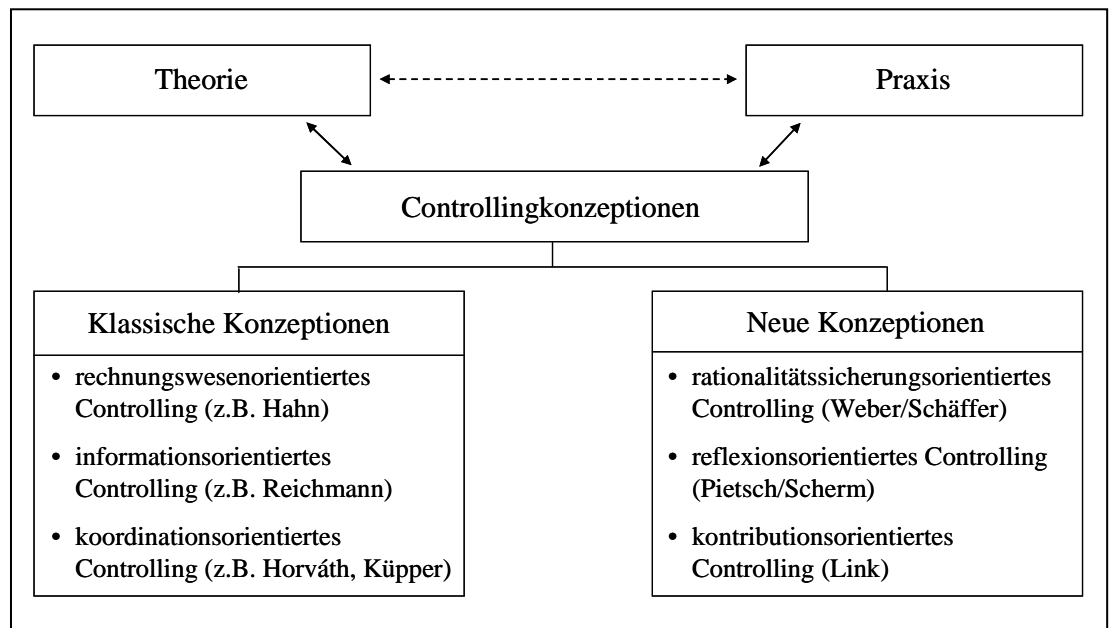 Theorie
Praxis
Controllingkonzeptionen
Klassische Konzeptionen
• rechnungswesenorientiertes
Controlling (z.B. Hahn)
• informationsorientiertes
Controlling (z.B. Reichmann)
• koordinationsorientiertes
Controlling (z.B. Horváth, Küpper)
Neue Konzeptionen
• rationalitätssicherungsorientiertes
Controlling (Weber/Schäffer)
• reflexionsorientiertes Controlling
(Pietsch/Scherm)
• kontributionsorientiertes
Controlling (Link)